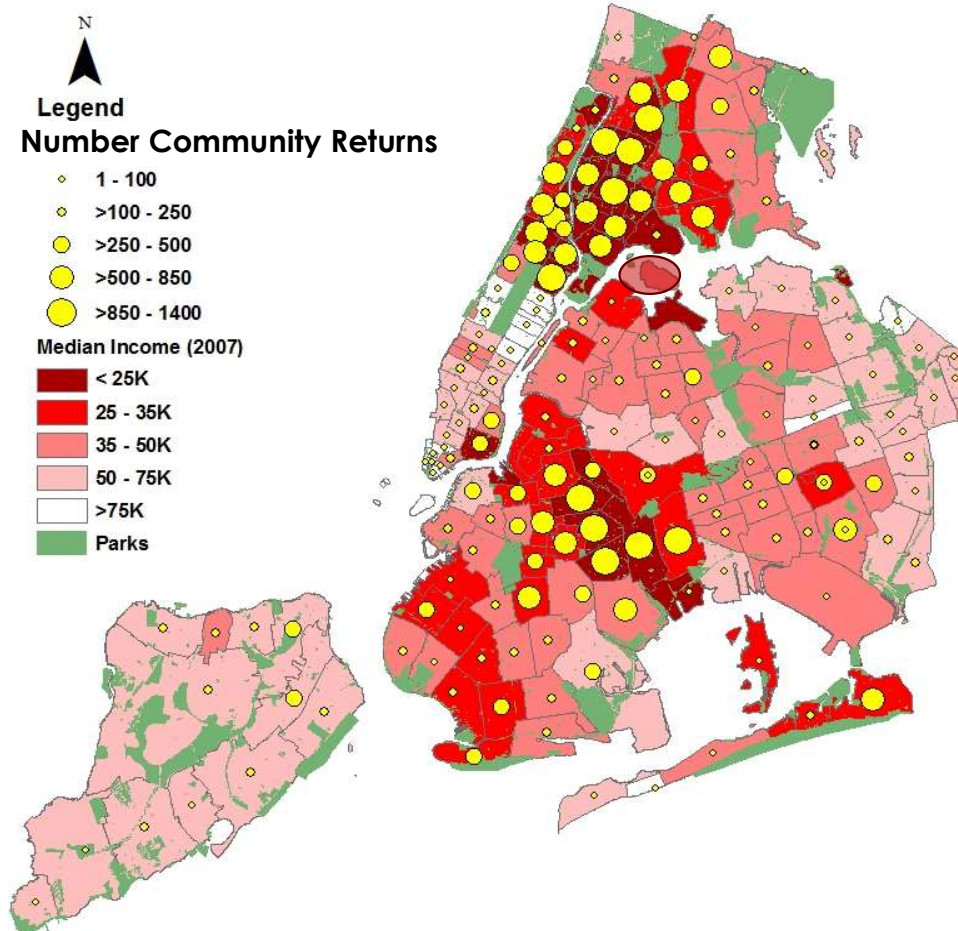 N
Legend
Number Community Returns
1 - 100
>100 - 250
>250 - 500
>500 - 850
>850 - 1400
Median Income (2007)
< 25K
25 - 35K
35 - 50K
50 - 75K
>75K
Parks